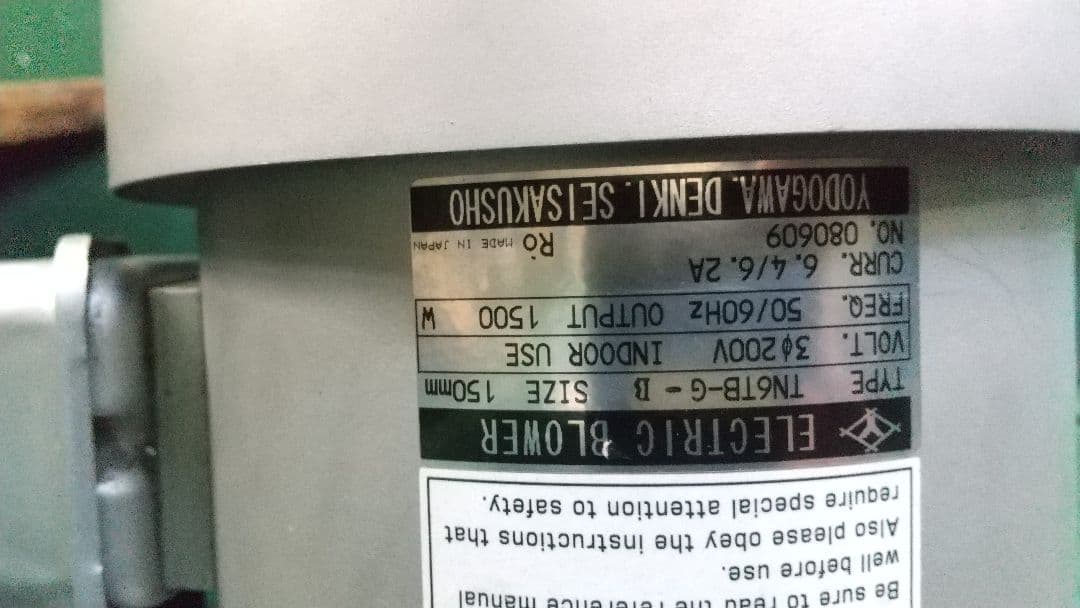 Be sure to read the reference manual
well before use.
Also please obey the instructions that
require special attention to safety.
ELECTRIC BLOWER
TYPE TN6TB-G-B SIZE 150mm
VOLT. 3ϕ200V INDOOR USE
FREQ. 50/60Hz OUTPUT 1500 W
CURR. 6.4/6.2A
NO. 080609 Ro MADE IN JAPAN
YODOGAWA. DENKI. SEISAKUSHO